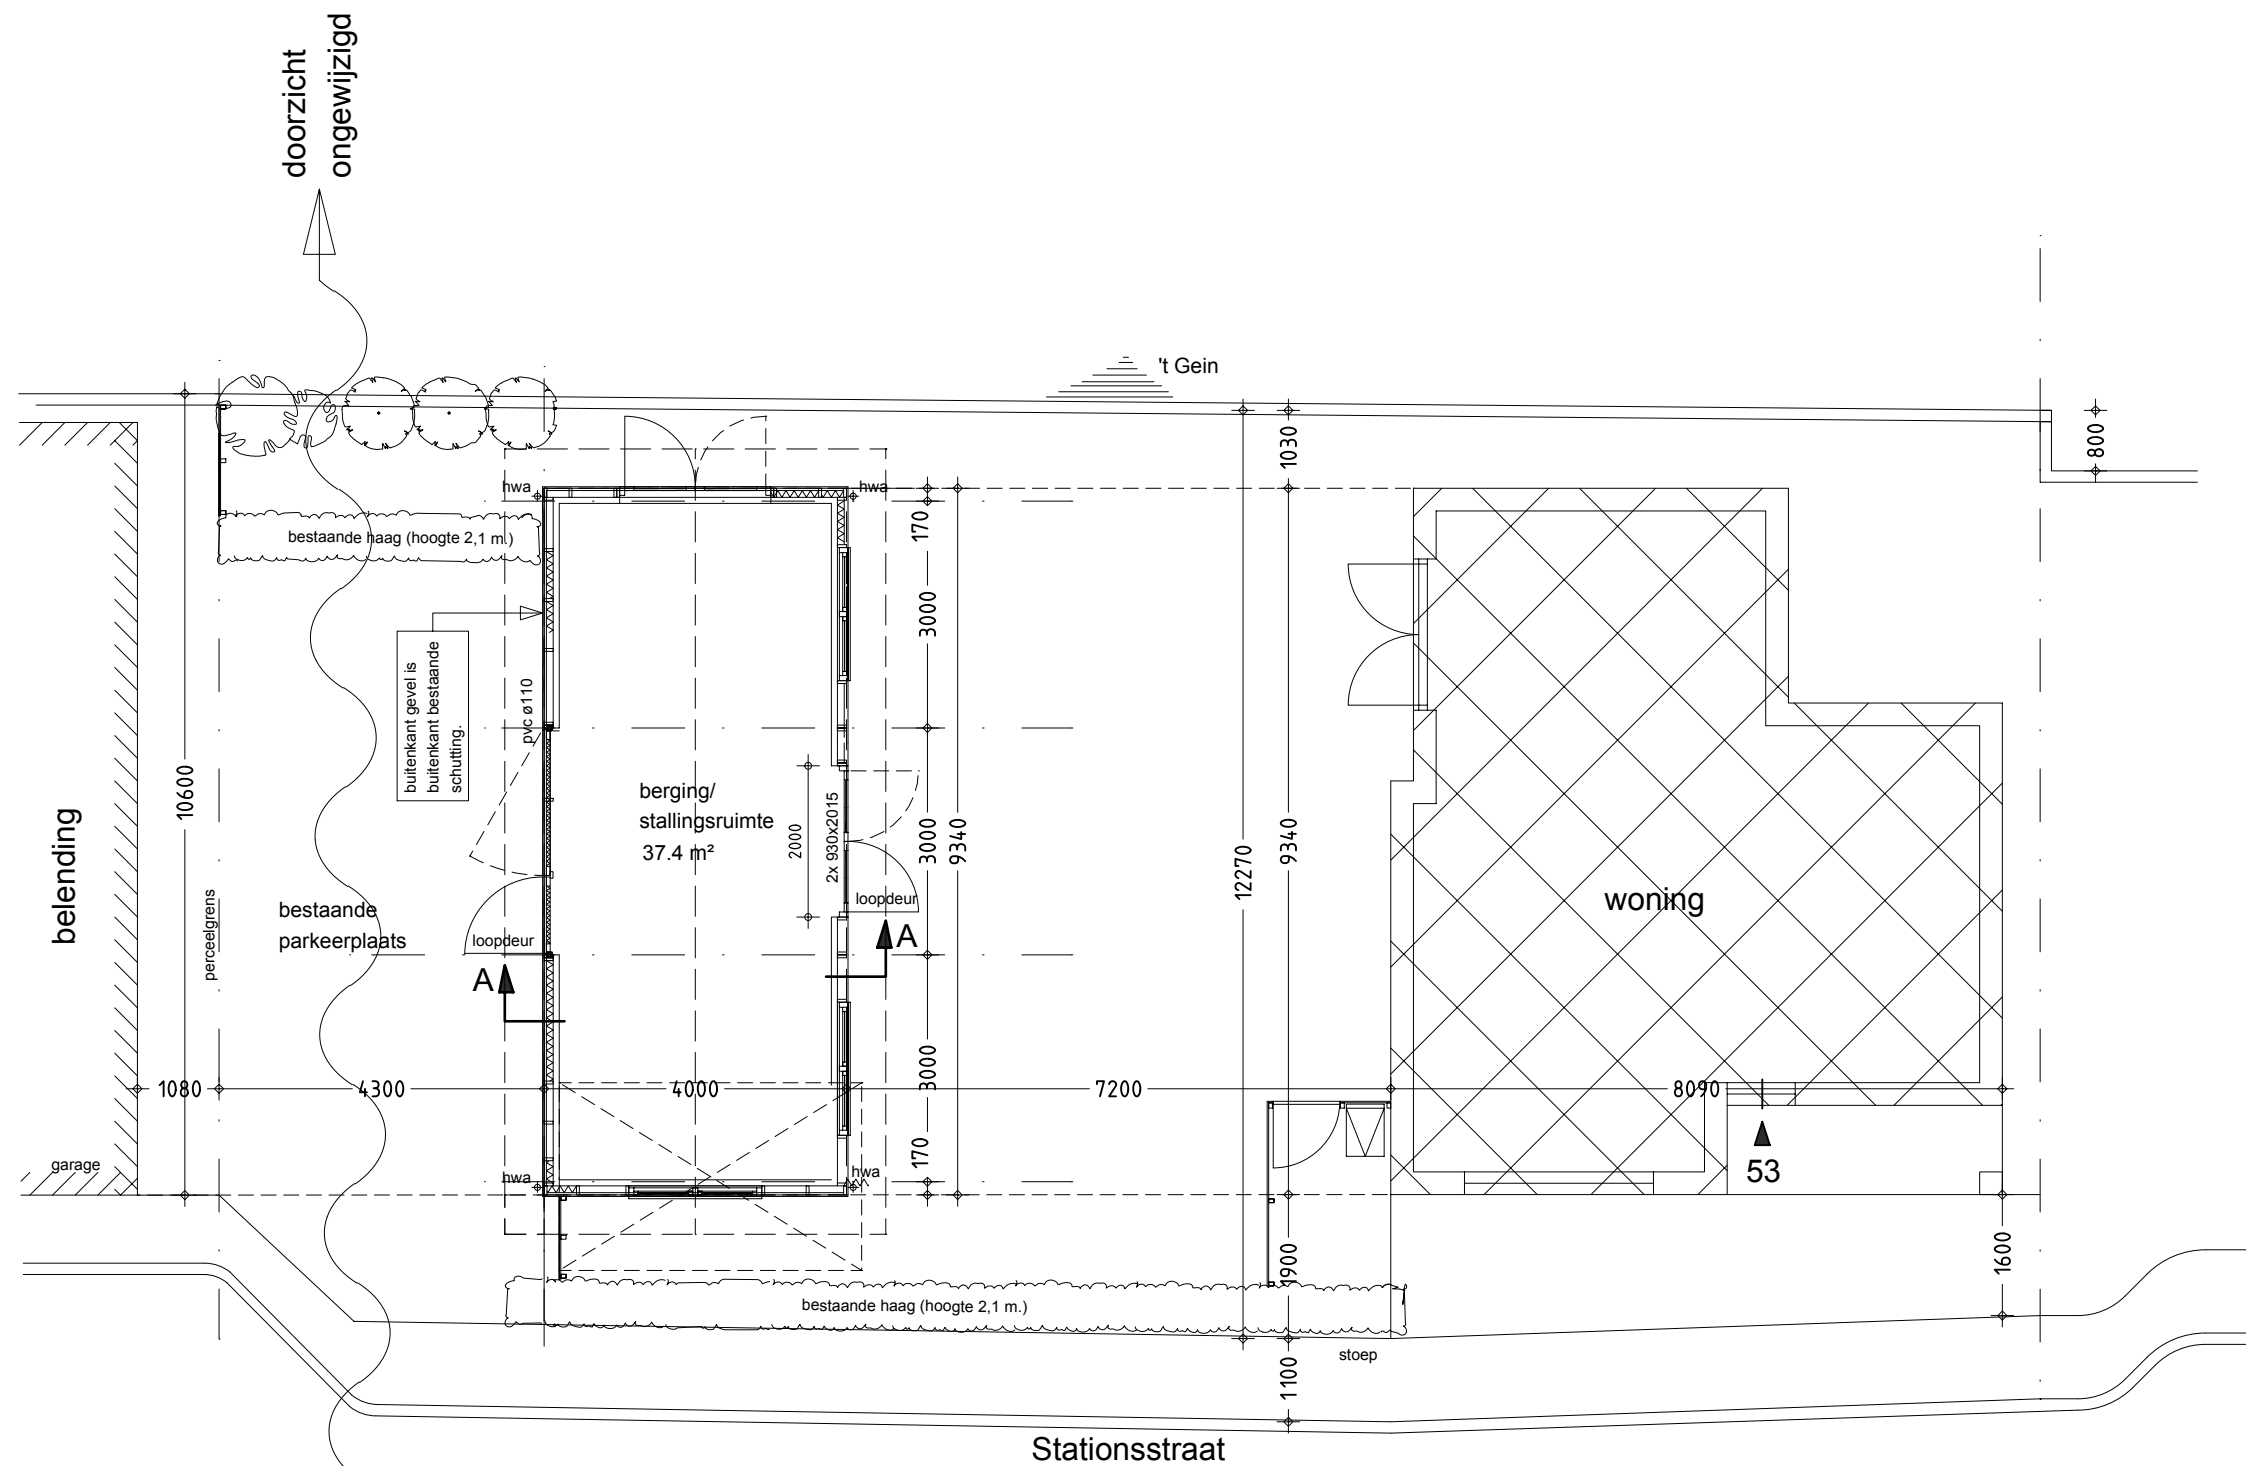 doorzicht
ongewijzigd
't Gein
1030
800
hwa
hwa
170
bestaande haag (hoogte 2,1 m.)
3000
buitenkant gevel is
buitenkant bestaande
schutting.
pvc ø110
10600
belending
perceelgrens
berging/
stallingsruimte
37.4 m²
2000
2x 930x2015
3000
9340
12270
9340
loopdeur
woning
bestaande
parkeerplaats
loopdeur
A
A
3000
1080
4300
4000
7200
8090
170
garage
hwa
hwa
53
1900
1600
bestaande haag (hoogte 2,1 m.)
stoep
1100
Stationsstraat